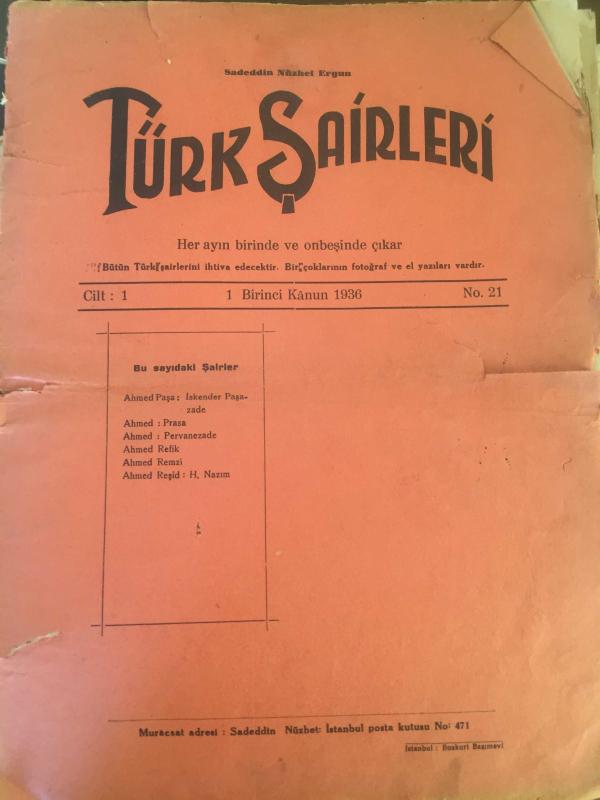 Sadeddin Nüzhet Ergun
TÜRK ŞAİRLERİ
Her ayın birinde ve onbeşinde çıkar
Bütün Türk şairlerini ihtiva edecektir. Bir çoklarının fotoğraf ve el yazıları vardır.
Cilt : 1 1 Birinci Kânun 1936 No. 21
Bu sayıdaki Şairler
Ahmed Paşa : İskender Paşa-
zade
Ahmed : Prasa
Ahmed : Pervanezade
Ahmed Refik
Ahmed Remzi
Ahmed Reşid : H. Nazım
Muracsat adresi : Sadeddin Nüzhet: İstanbul posta kutusu No: 471
İstanbul : Bozkurt Basımevi